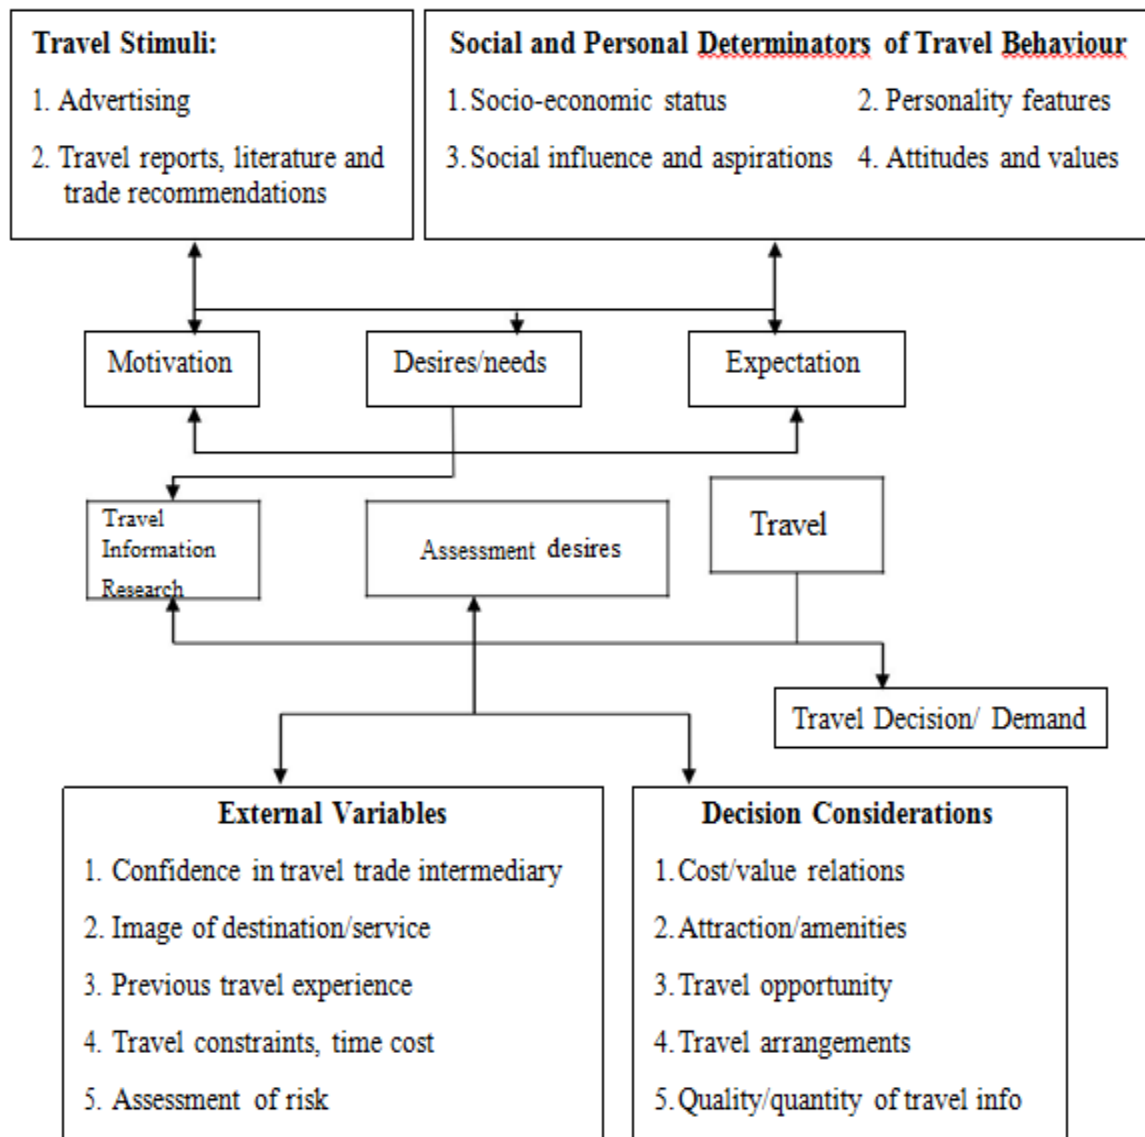 Travel Stimuli:
1. Advertising
2. Travel reports, literature and
trade recommendations
Social and Personal Determinators of Travel Behaviour
1. Socio-economic status 2. Personality features
3. Social influence and aspirations 4. Attitudes and values
Motivation
Desires/needs
Expectation
Travel
Information
Research
Assessment desires
Travel
Travel Decision/ Demand
External Variables
1. Confidence in travel trade intermediary
2. Image of destination/service
3. Previous travel experience
4. Travel constraints, time cost
5. Assessment of risk
Decision Considerations
1. Cost/value relations
2. Attraction/amenities
3. Travel opportunity
4. Travel arrangements
5. Quality/quantity of travel info